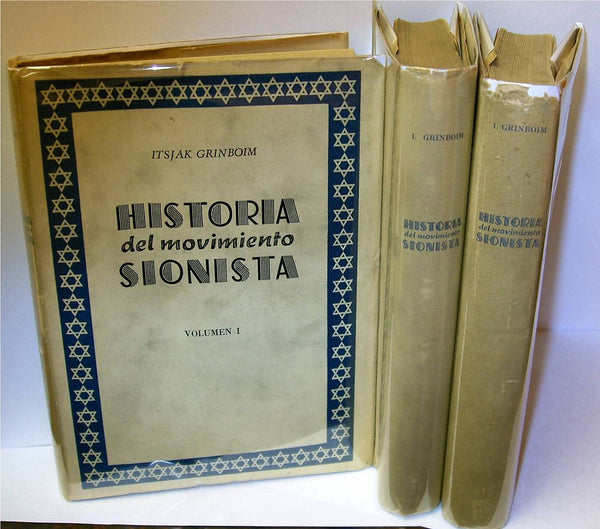 ITSJAK GRINBOIM
HISTORIA
del movimiento
SIONISTA
VOLUMEN I
I. GRINBOIM
HISTORIA
del movimiento
SIONISTA
I. GRINBOIM
HISTORIA
del movimiento
SIONISTA